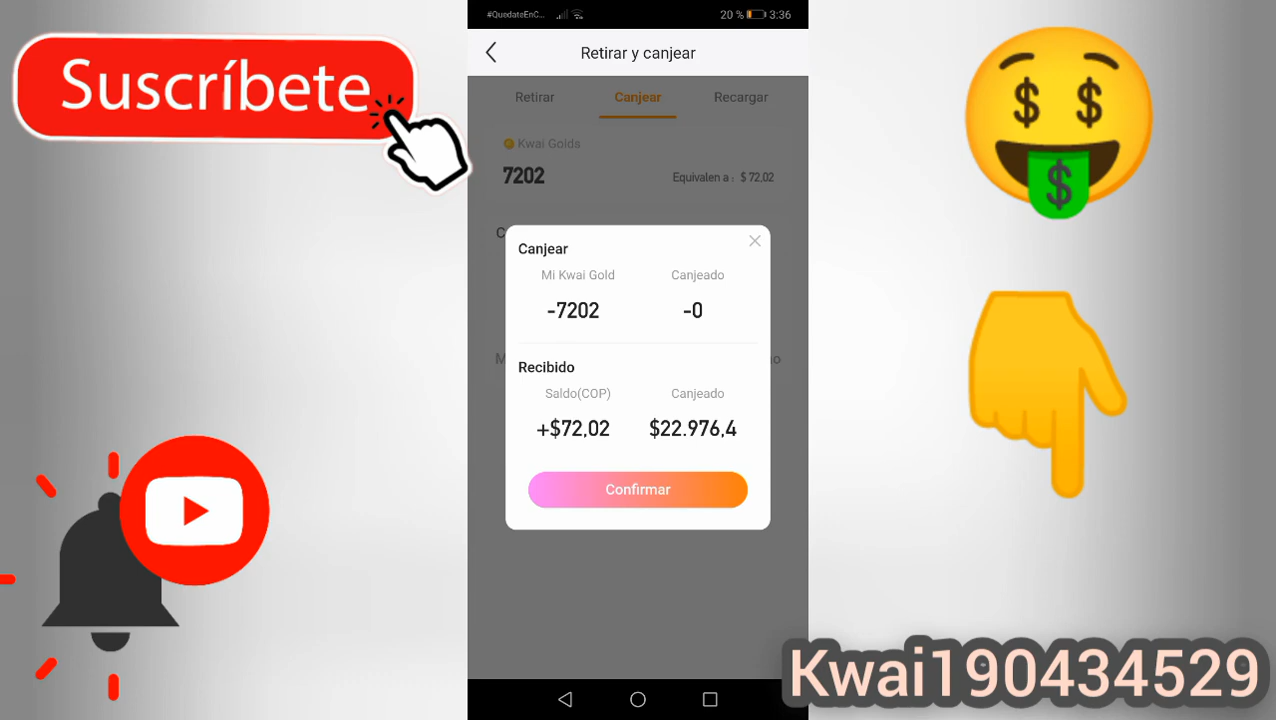 #QuedateEnC... 20 % 3:36
Retirar y canjear
Suscríbete
Retirar Canjear Recargar
Kwai Golds
7202 Equivalen a : $ 72,02
C
Canjear
Mi Kwai Gold Canjeado
-7202 -0
M no
Recibido
Saldo(COP) Canjeado
+$72,02 $22.976,4
Confirmar
Kwai190434529